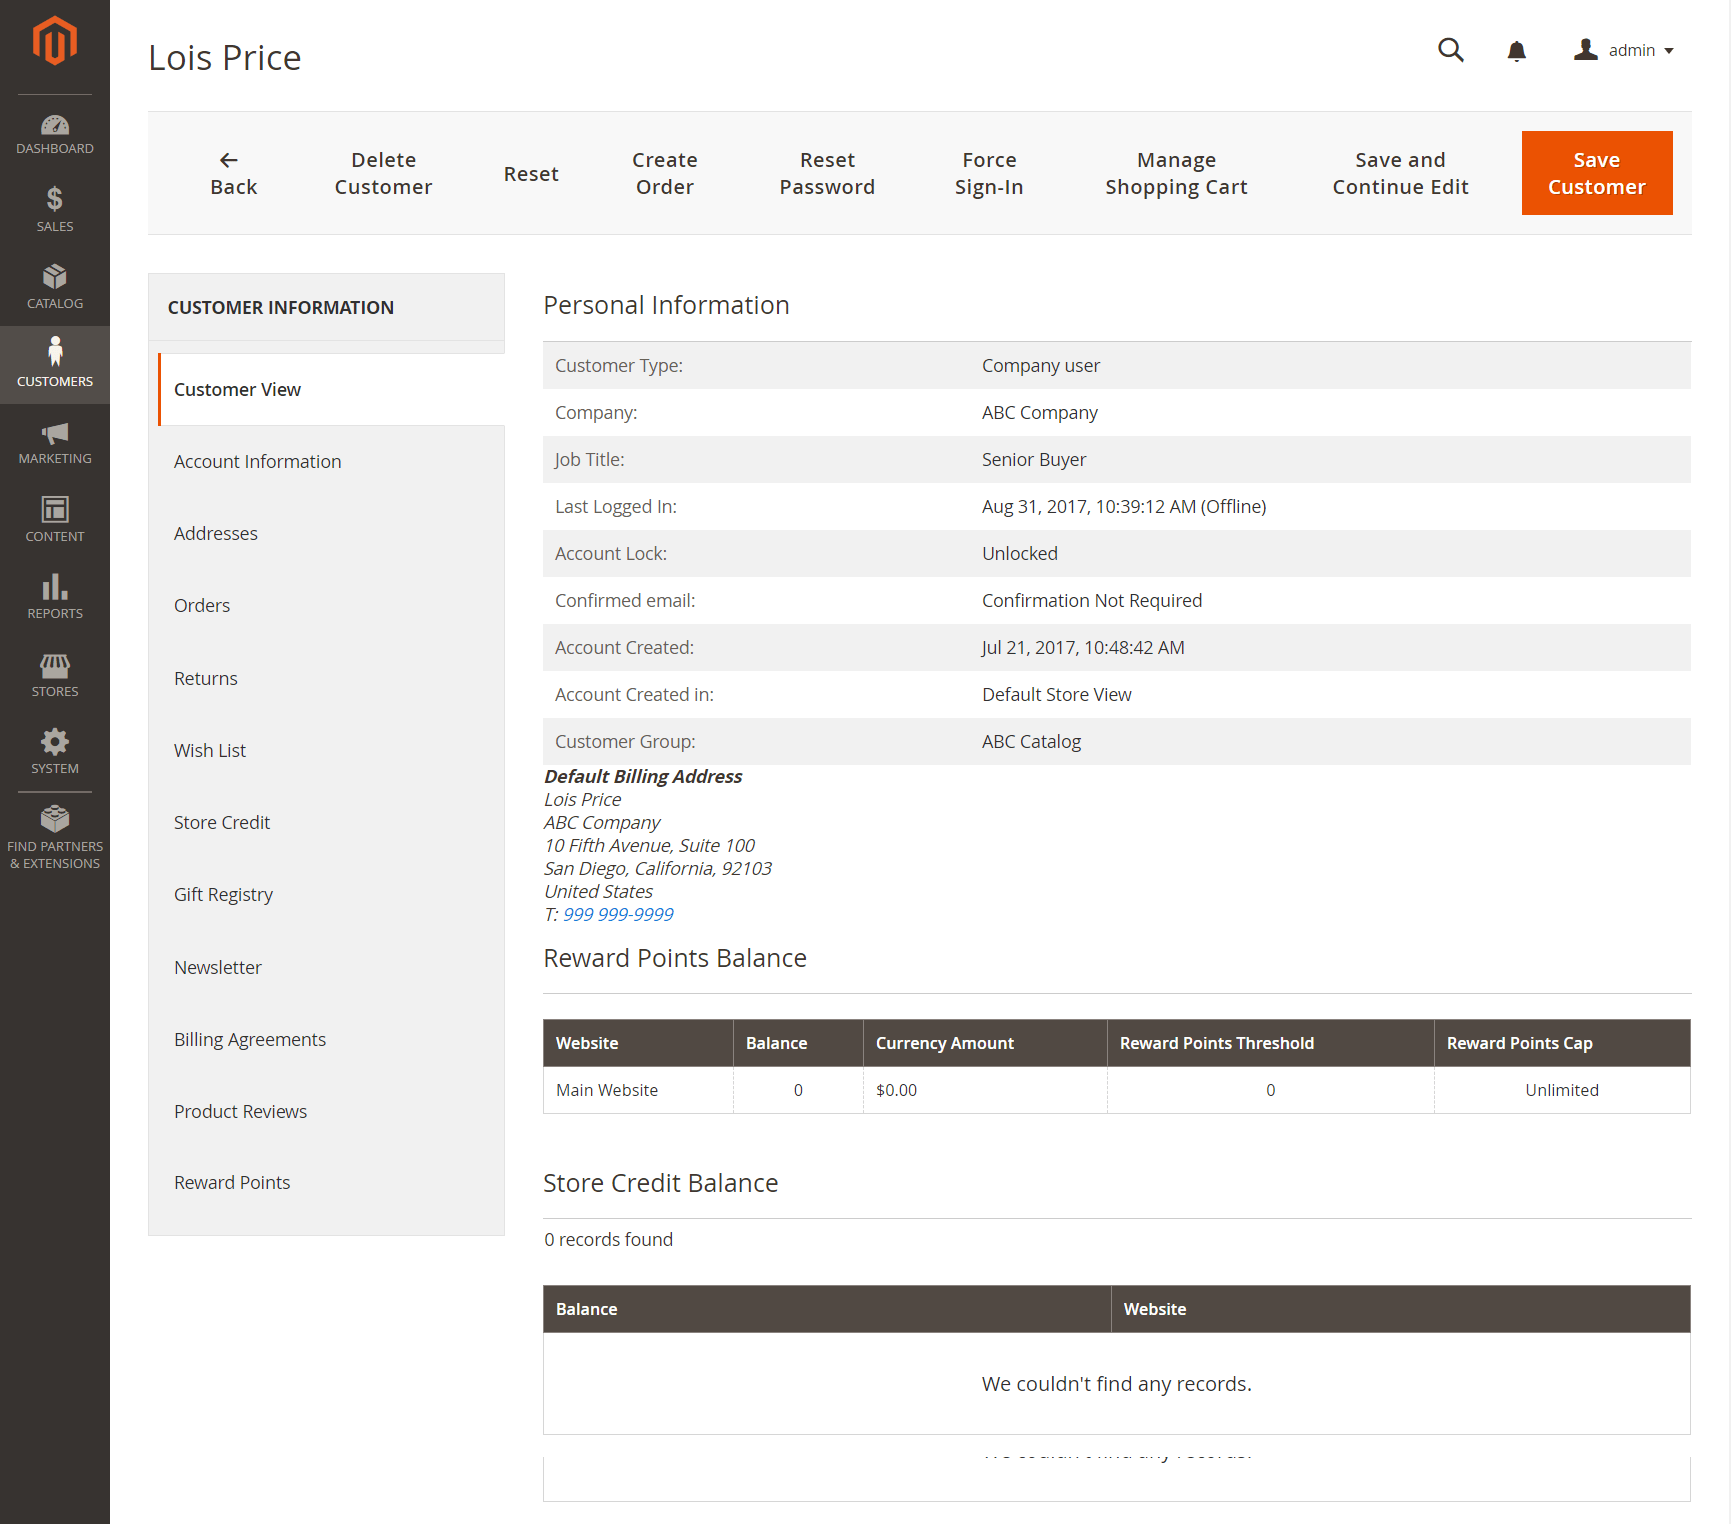 Lois Price
admin
DASHBOARD
SALES
CATALOG
CUSTOMERS
MARKETING
CONTENT
REPORTS
STORES
SYSTEM
FIND PARTNERS
& EXTENSIONS
Back
Delete
Customer
Reset
Create
Order
Reset
Password
Force
Sign-In
Manage
Shopping Cart
Save and
Continue Edit
Save
Customer
CUSTOMER INFORMATION
Customer View
Account Information
Addresses
Orders
Returns
Wish List
Store Credit
Gift Registry
Newsletter
Billing Agreements
Product Reviews
Reward Points
Personal Information
Customer Type: Company user
Company: ABC Company
Job Title: Senior Buyer
Last Logged In: Aug 31, 2017, 10:39:12 AM (Offline)
Account Lock: Unlocked
Confirmed email: Confirmation Not Required
Account Created: Jul 21, 2017, 10:48:42 AM
Account Created in: Default Store View
Customer Group: ABC Catalog
Default Billing Address
Lois Price
ABC Company
10 Fifth Avenue, Suite 100
San Diego, California, 92103
United States
T: 999 999-9999
Reward Points Balance
Website Balance Currency Amount Reward Points Threshold Reward Points Cap
Main Website 0 $0.00 0 Unlimited
Store Credit Balance
0 records found
Balance Website
We couldn't find any records.